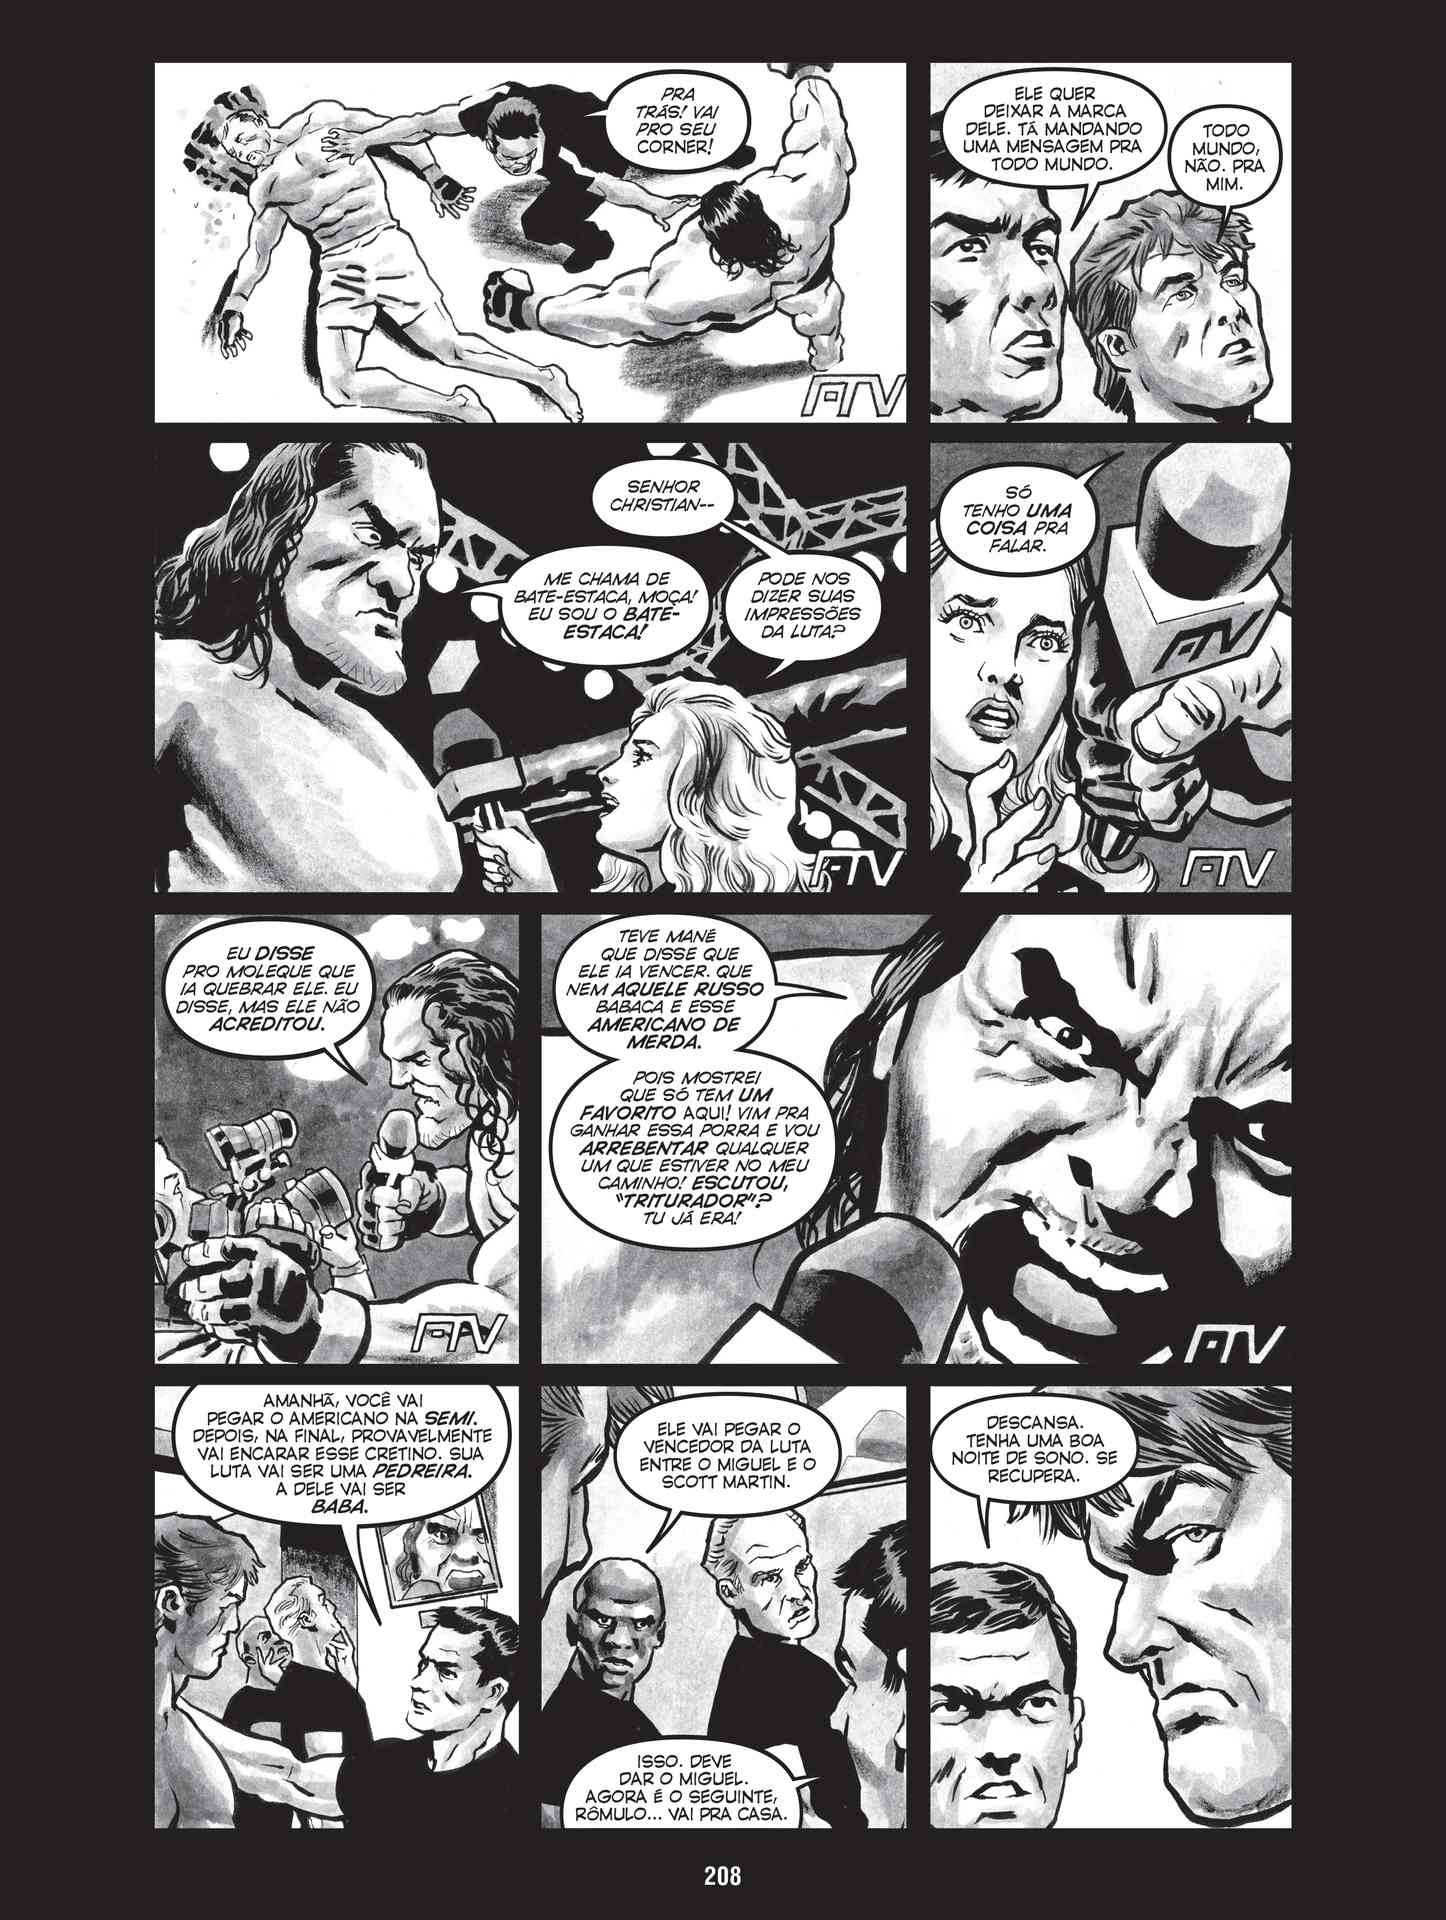 PRA
TRÁS! VAI
PRO SEU
CORNER!
ATV
ELE QUER
DEIXAR A MARCA
DELE. TÁ MANDANDO
UMA MENSAGEM PRA
TODO MUNDO.
TODO
MUNDO,
NÃO. PRA
MIM.
SENHOR
CHRISTIAN--
ME CHAMA DE
BATE-ESTACA, MOÇA!
EU SOU O BATE-
ESTACA!
PODE NOS
DIZER SUAS
IMPRESSÕES
DA LUTA?
ATV
SÓ
TENHO UMA
COISA PRA
FALAR.
ATV
ATV
EU DISSE
PRO MOLEQUE QUE
IA QUEBRAR ELE. EU
DISSE, MAS ELE NÃO
ACREDITOU.
ATV
TEVE MANÉ
QUE DISSE QUE
ELE IA VENCER. QUE
NEM AQUELE RUSSO
BABACA E ESSE
AMERICANO DE
MERDA.
POIS MOSTREI
QUE SÓ TEM UM
FAVORITO AQUI! VIM PRA
GANHAR ESSA PORRA E VOU
ARREBENTAR QUALQUER
UM QUE ESTIVER NO MEU
CAMINHO! ESCUTOU,
"TRITURADOR"?
TU JÁ ERA!
ATV
AMANHÃ, VOCÊ VAI
PEGAR O AMERICANO NA SEMI.
DEPOIS, NA FINAL, PROVAVELMENTE
VAI ENCARAR ESSE CRETINO. SUA
LUTA VAI SER UMA PEDREIRA.
A DELE VAI SER
BABA.
ELE VAI PEGAR O
VENCEDOR DA LUTA
ENTRE O MIGUEL E O
SCOTT MARTIN.
ISSO. DEVE
DAR O MIGUEL.
AGORA É O SEGUINTE,
RÔMULO... VAI PRA CASA.
DESCANSA.
TENHA UMA BOA
NOITE DE SONO. SE
RECUPERA.
208